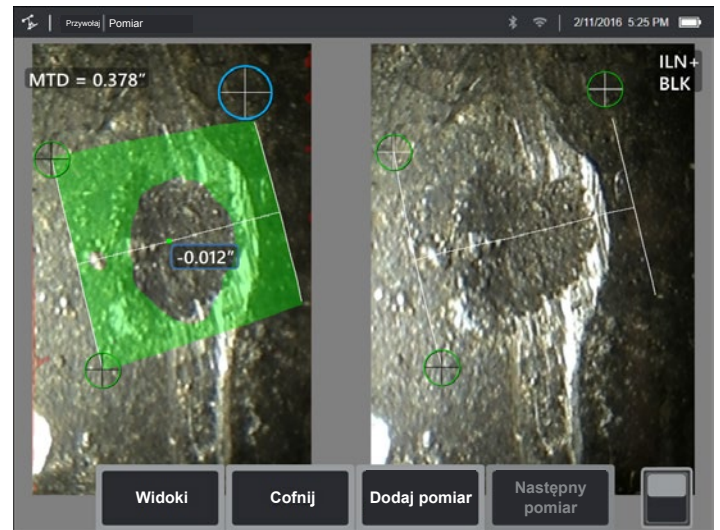 Przywołaj Pomiar
2/11/2016 5:25 PM
MTD = 0.378"
ILN+
BLK
-0.012"
Widoki
Cofnij
Dodaj pomiar
Następny
pomiar